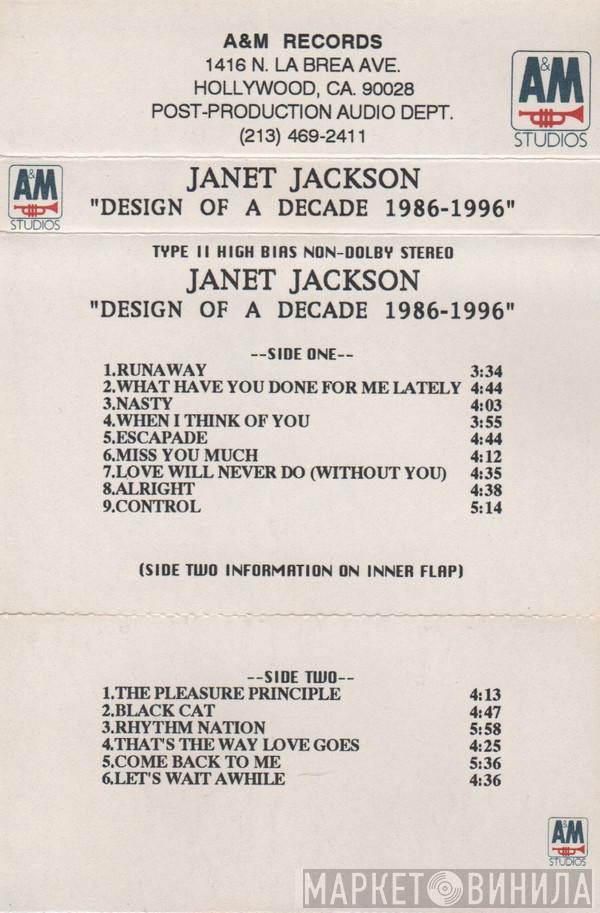 A&M RECORDS
1416 N. LA BREA AVE.
HOLLYWOOD, CA. 90028
POST-PRODUCTION AUDIO DEPT.
(213) 469-2411
A&M
STUDIOS
A&M
STUDIOS
JANET JACKSON
"DESIGN OF A DECADE 1986-1996"
TYPE II HIGH BIAS NON-DOLBY STEREO
JANET JACKSON
"DESIGN OF A DECADE 1986-1996"
--SIDE ONE--
1.RUNAWAY 3:34
2.WHAT HAVE YOU DONE FOR ME LATELY 4:44
3.NASTY 4:03
4.WHEN I THINK OF YOU 3:55
5.ESCAPADE 4:44
6.MISS YOU MUCH 4:12
7.LOVE WILL NEVER DO (WITHOUT YOU) 4:35
8.ALRIGHT 4:38
9.CONTROL 5:14
(SIDE TWO INFORMATION ON INNER FLAP)
--SIDE TWO--
1.THE PLEASURE PRINCIPLE 4:13
2.BLACK CAT 4:47
3.RHYTHM NATION 5:58
4.THAT'S THE WAY LOVE GOES 4:25
5.COME BACK TO ME 5:36
6.LET'S WAIT AWHILE 4:36
A&M
STUDIOS
МАРКЕТ ВИНИЛА